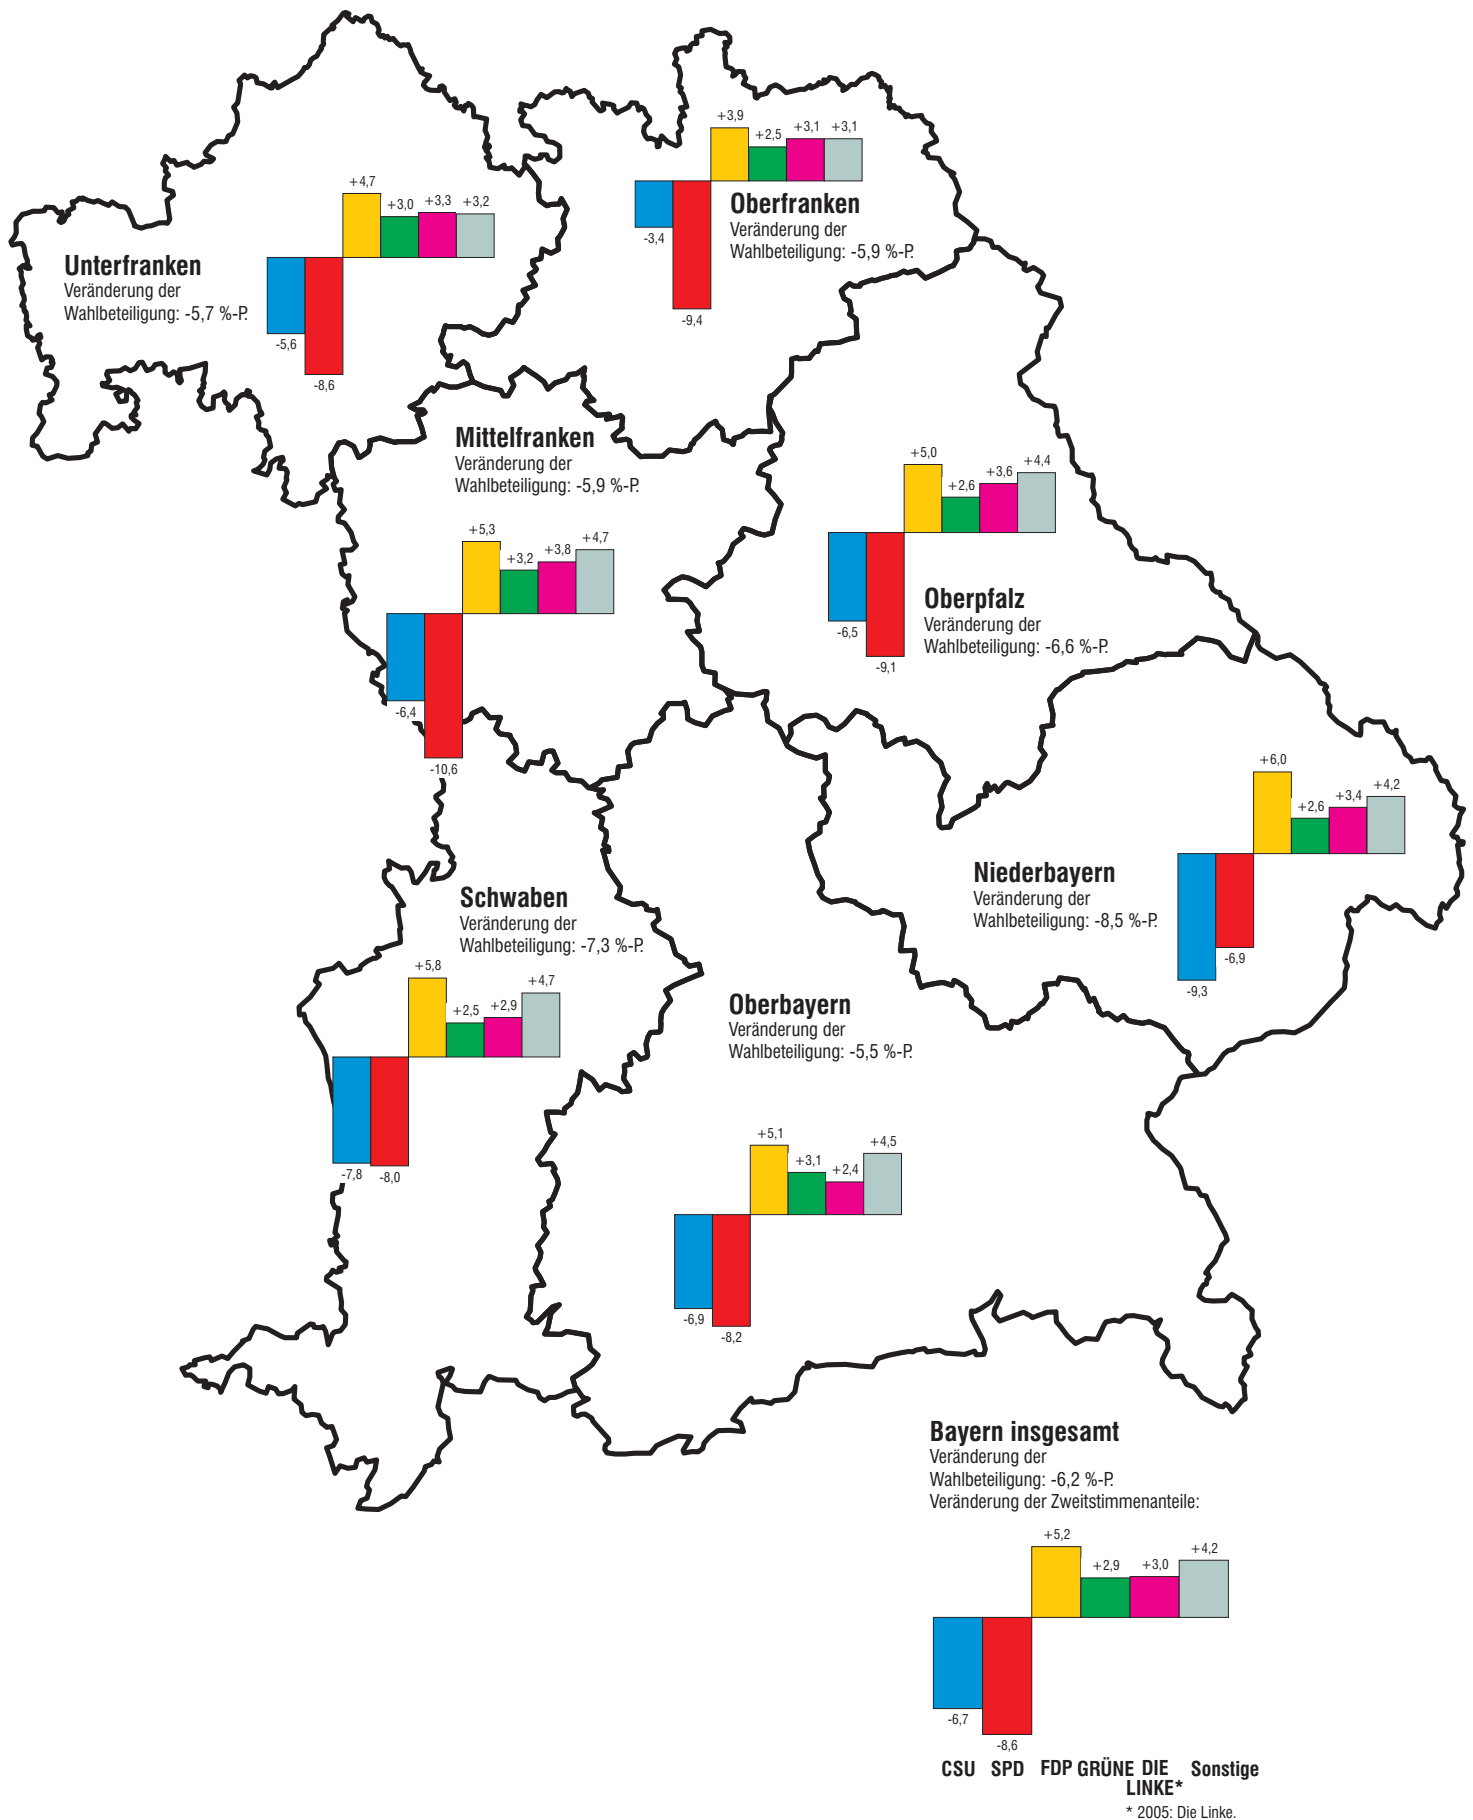 +3,9
+2,5
+3,1
+3,1
-3,4
-9,4
Oberfranken
Veränderung der
Wahlbeteiligung: -5,9 %-P.
+4,7
+3,0
+3,3
+3,2
-5,6
-8,6
Unterfranken
Veränderung der
Wahlbeteiligung: -5,7 %-P.
Mittelfranken
Veränderung der
Wahlbeteiligung: -5,9 %-P.
+5,3
+3,2
+3,8
+4,7
-6,4
-10,6
+5,0
+2,6
+3,6
+4,4
-6,5
-9,1
Oberpfalz
Veränderung der
Wahlbeteiligung: -6,6 %-P.
+6,0
+2,6
+3,4
+4,2
-9,3
-6,9
Niederbayern
Veränderung der
Wahlbeteiligung: -8,5 %-P.
Schwaben
Veränderung der
Wahlbeteiligung: -7,3 %-P.
+5,8
+2,5
+2,9
+4,7
-7,8
-8,0
Oberbayern
Veränderung der
Wahlbeteiligung: -5,5 %-P.
+5,1
+3,1
+2,4
+4,5
-6,9
-8,2
Bayern insgesamt
Veränderung der
Wahlbeteiligung: -6,2 %-P.
Veränderung der Zweitstimmenanteile:
+5,2
+2,9
+3,0
+4,2
-6,7
-8,6
CSU SPD FDP GRÜNE DIE Sonstige
LINKE*
* 2005: Die Linke.